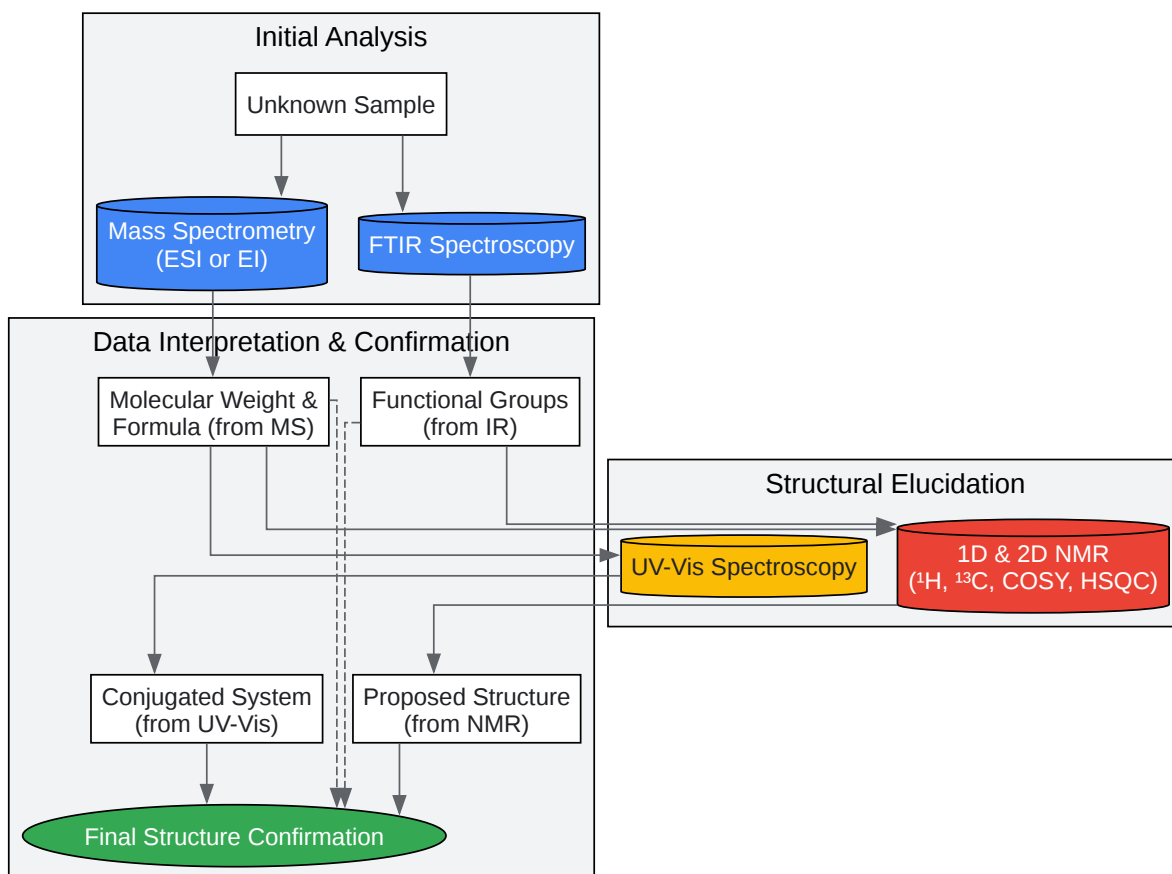 Initial Analysis
Unknown Sample
Mass Spectrometry
(ESI or EI)
FTIR Spectroscopy
Data Interpretation & Confirmation
Molecular Weight &
Formula (from MS)
Functional Groups
(from IR)
Structural Elucidation
UV-Vis Spectroscopy
1D & 2D NMR
(¹H, ¹³C, COSY, HSQC)
Conjugated System
(from UV-Vis)
Proposed Structure
(from NMR)
Final Structure Confirmation